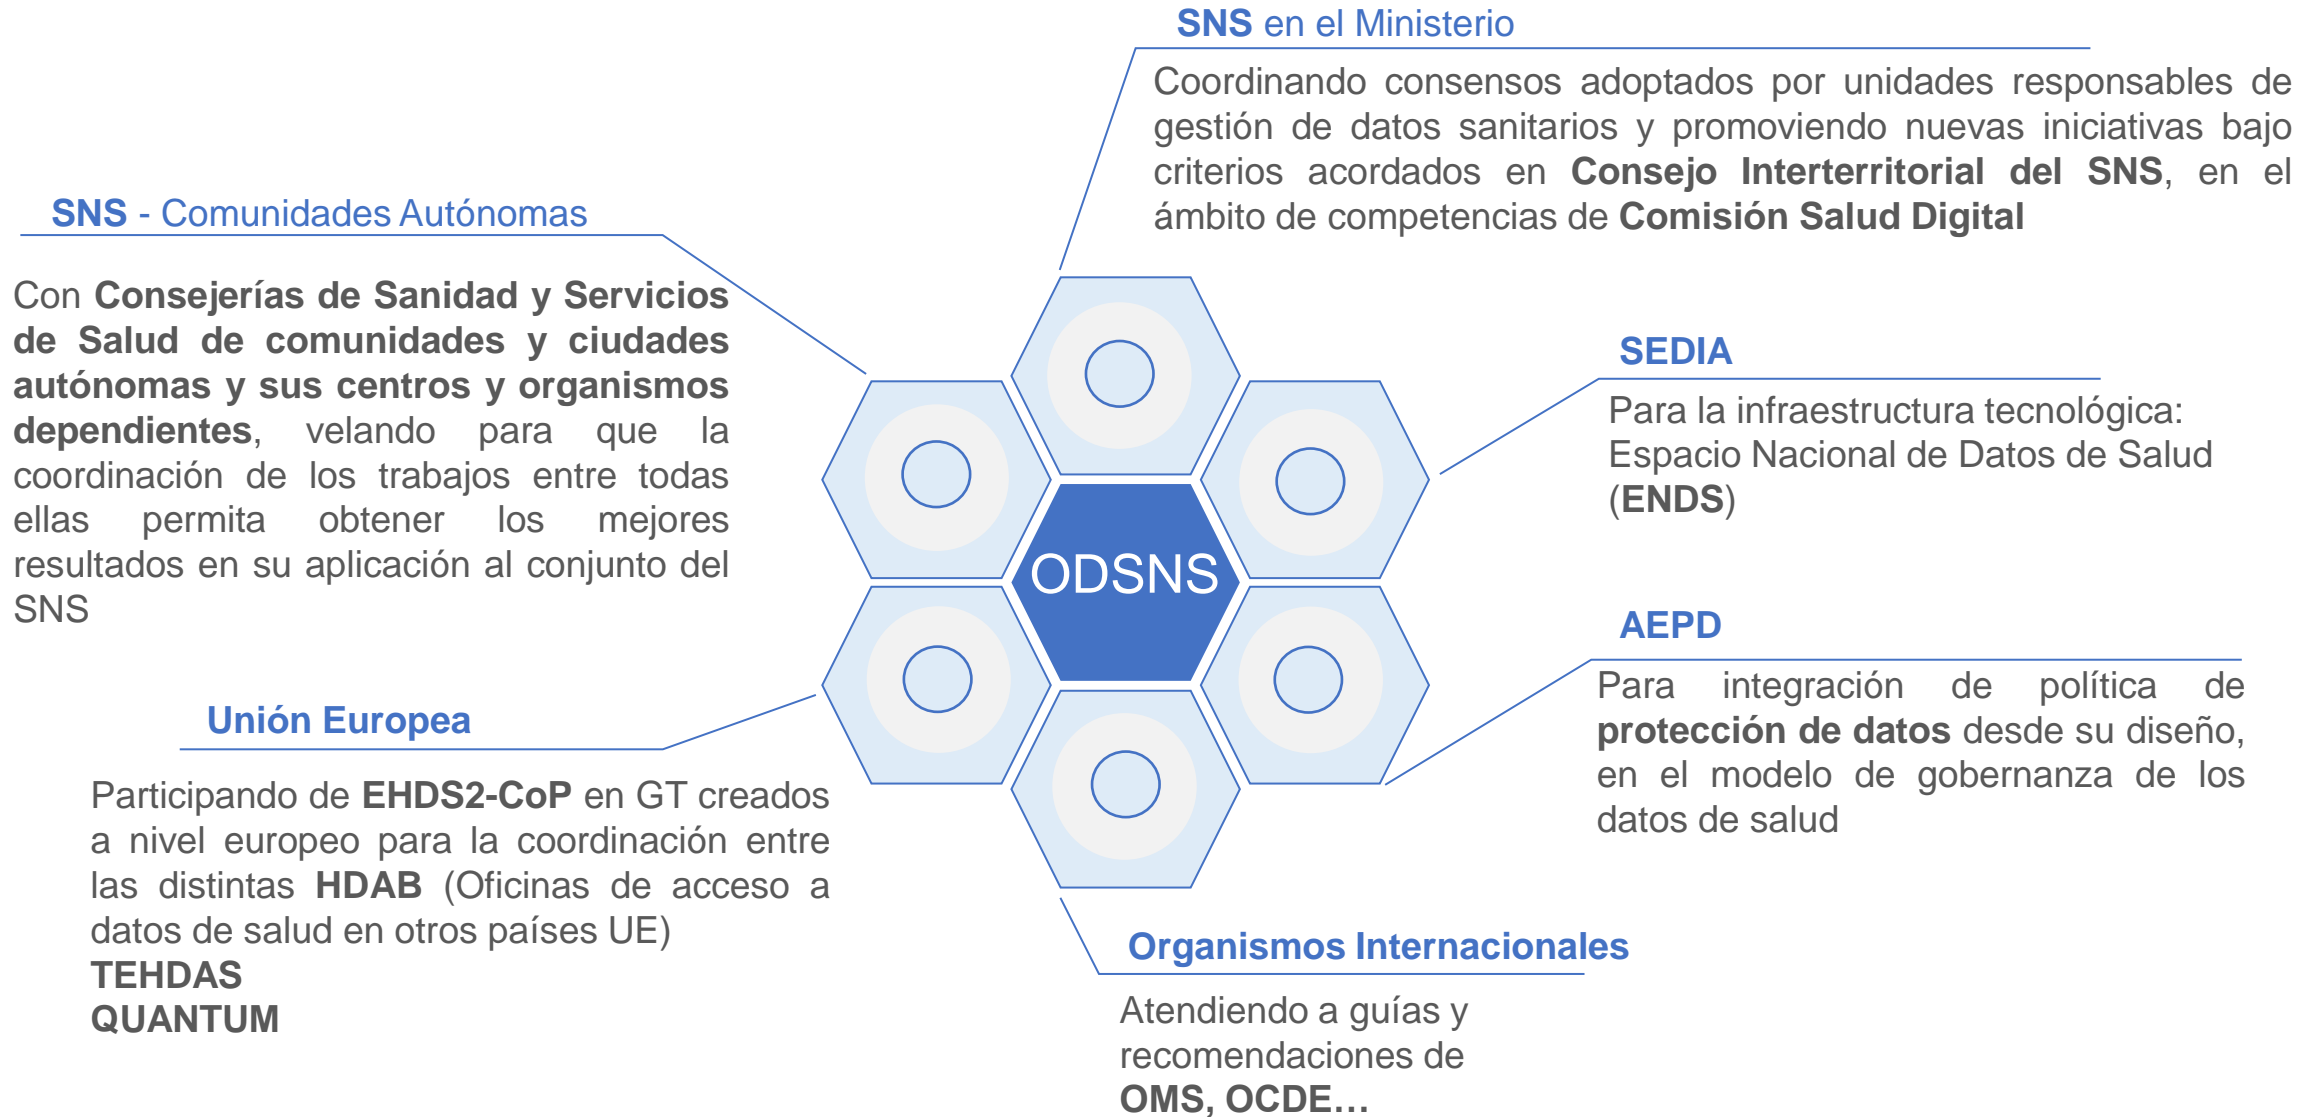 SNS en el Ministerio
Coordinando consensos adoptados por unidades responsables de
gestión de datos sanitarios y promoviendo nuevas iniciativas bajo
criterios acordados en Consejo Interterritorial del SNS, en el
ámbito de competencias de Comisión Salud Digital
SNS - Comunidades Autónomas
Con Consejerías de Sanidad y Servicios
de Salud de comunidades y ciudades
autónomas y sus centros y organismos
dependientes, velando para que la
coordinación de los trabajos entre todas
ellas permita obtener los mejores
resultados en su aplicación al conjunto del
SNS
SEDIA
Para la infraestructura tecnológica:
Espacio Nacional de Datos de Salud
(ENDS)
ODSNS
AEPD
Para integración de política de
protección de datos desde su diseño,
en el modelo de gobernanza de los
datos de salud
Unión Europea
Participando de EHDS2-CoP en GT creados
a nivel europeo para la coordinación entre
las distintas HDAB (Oficinas de acceso a
datos de salud en otros países UE)
TEHDAS
QUANTUM
Organismos Internacionales
Atendiendo a guías y
recomendaciones de
OMS, OCDE…